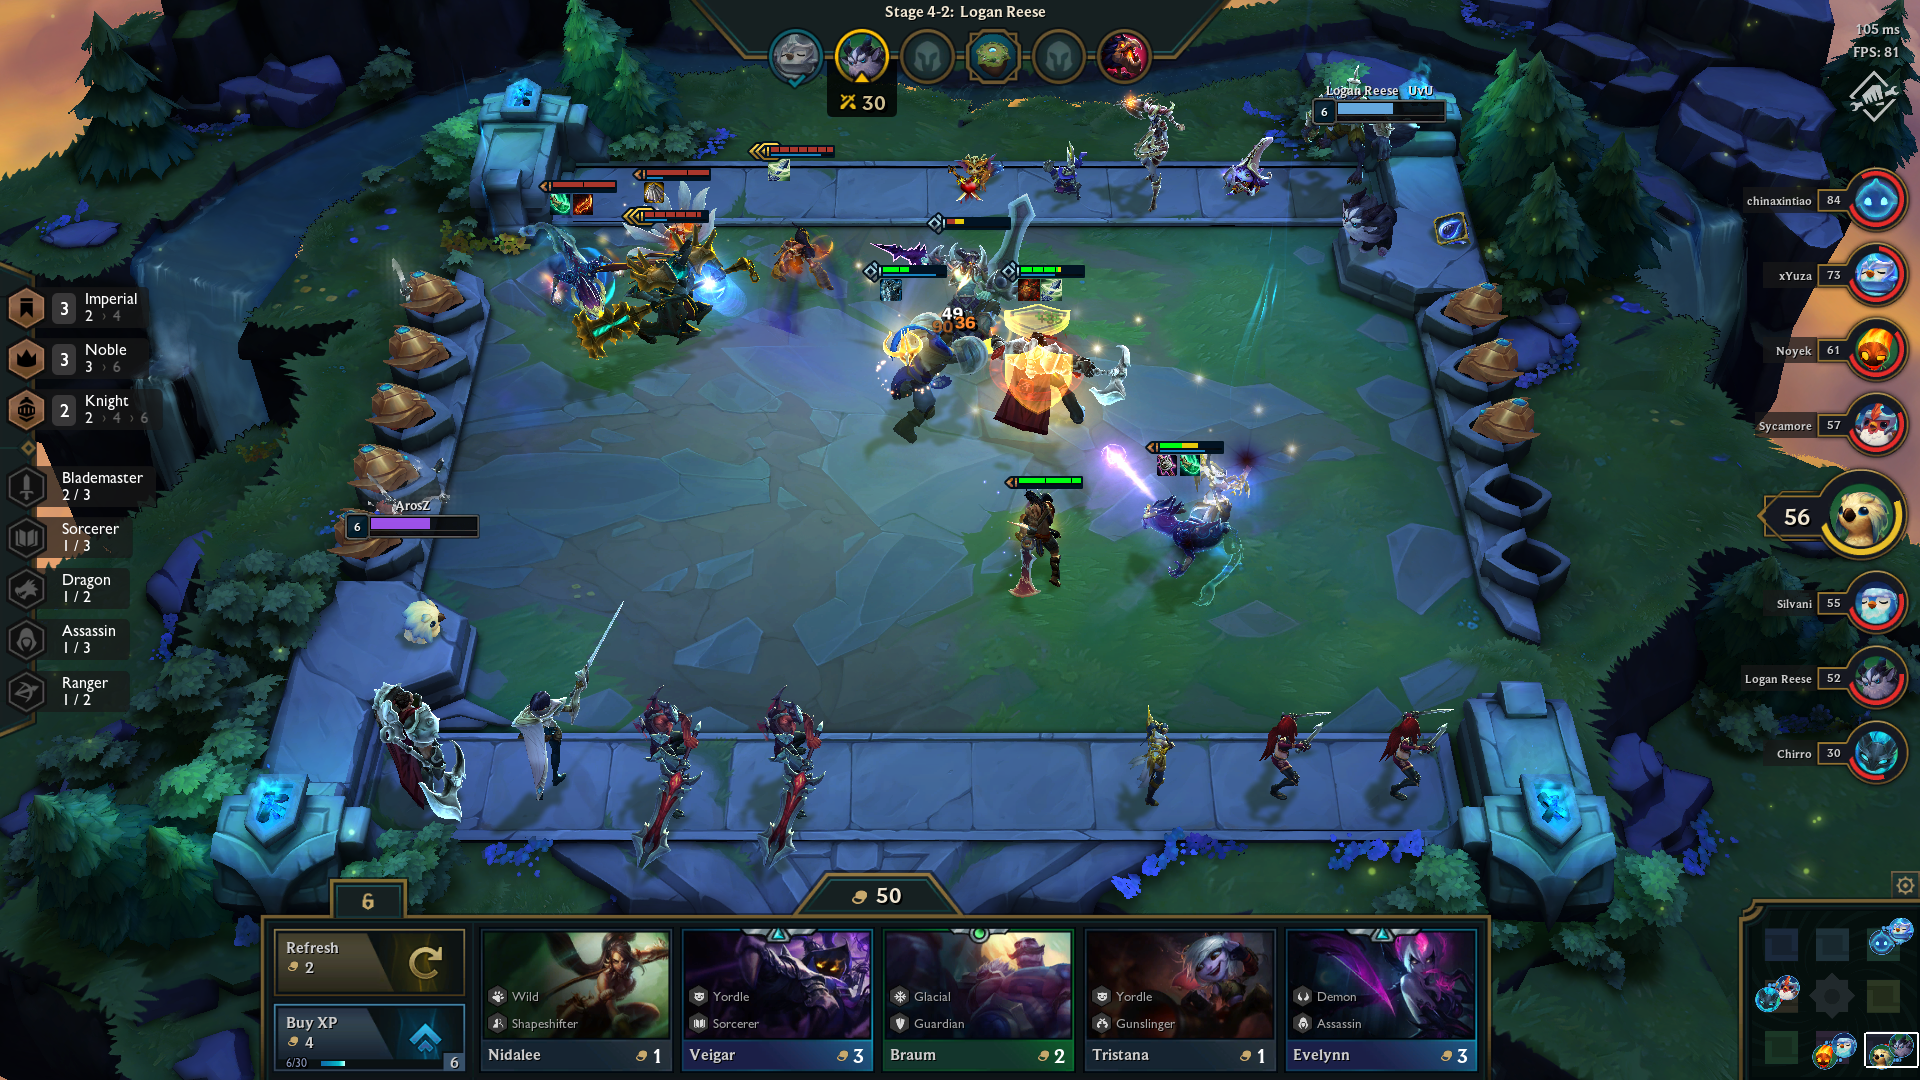 Stage 4-2: Logan Reese
30
105 ms
FPS: 81
Logan Reese UvU
6
chinaxintiao 84
xYuza 73
Noyek 61
Sycamore 57
56
Silvani 55
Logan Reese 52
Chirro 30
3 Imperial
2 › 4
3 Noble
3 › 6
2 Knight
2 › 4 › 6
Blademaster
2 / 3
Sorcerer
1 / 3
Dragon
1 / 2
Assassin
1 / 3
Ranger
1 / 2
49
90 36
ArosZ
6
6
50
Refresh
2
Buy XP
4
6/30
6
Wild
Shapeshifter
Nidalee 1
Yordle
Sorcerer
Veigar 3
Glacial
Guardian
Braum 2
Yordle
Gunslinger
Tristana 1
Demon
Assassin
Evelynn 3